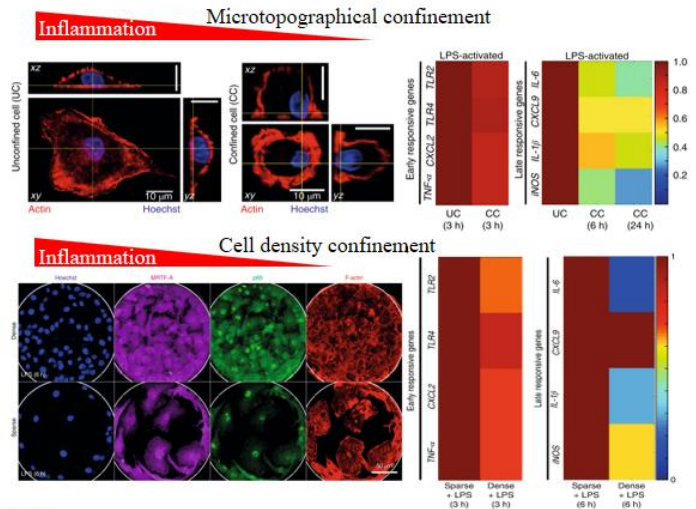 Microtopographical confinement
Inflammation
Unconfined cell (UC)
xz
xy
yz
10 μm
Actin
Hoechst
Confined cell (CC)
xz
xy
yz
10 μm
Actin
Hoechst
LPS-activated
Early responsive genes
TLR2
TLR4
CXCL2
TNF-α
UC
(3 h)
CC
(3 h)
LPS-activated
Late responsive genes
IL-6
CXCL9
IL-1β
iNOS
UC
CC
(6 h)
CC
(24 h)
1.0
0.8
0.6
0.4
0.2
Cell density confinement
Inflammation
Hoechst
MRTF-A
p65
F-actin
Dense
LPS (6 h)
Sparse
LPS (6 h)
Early responsive genes
TLR2
TLR4
CXCL2
TNF-α
Sparse
+ LPS
(3 h)
Dense
+ LPS
(3 h)
Late responsive genes
IL-6
CXCL9
IL-1β
iNOS
Sparse
+ LPS
(6 h)
Dense
+ LPS
(6 h)
1
0